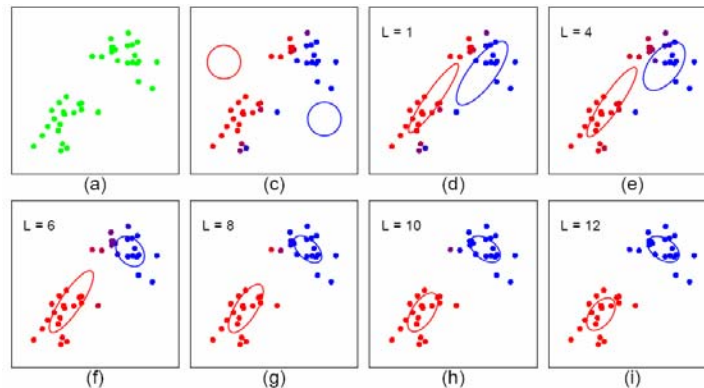 L = 1
L = 4
(a)
(c)
(d)
(e)
L = 6
L = 8
L = 10
L = 12
(f)
(g)
(h)
(i)